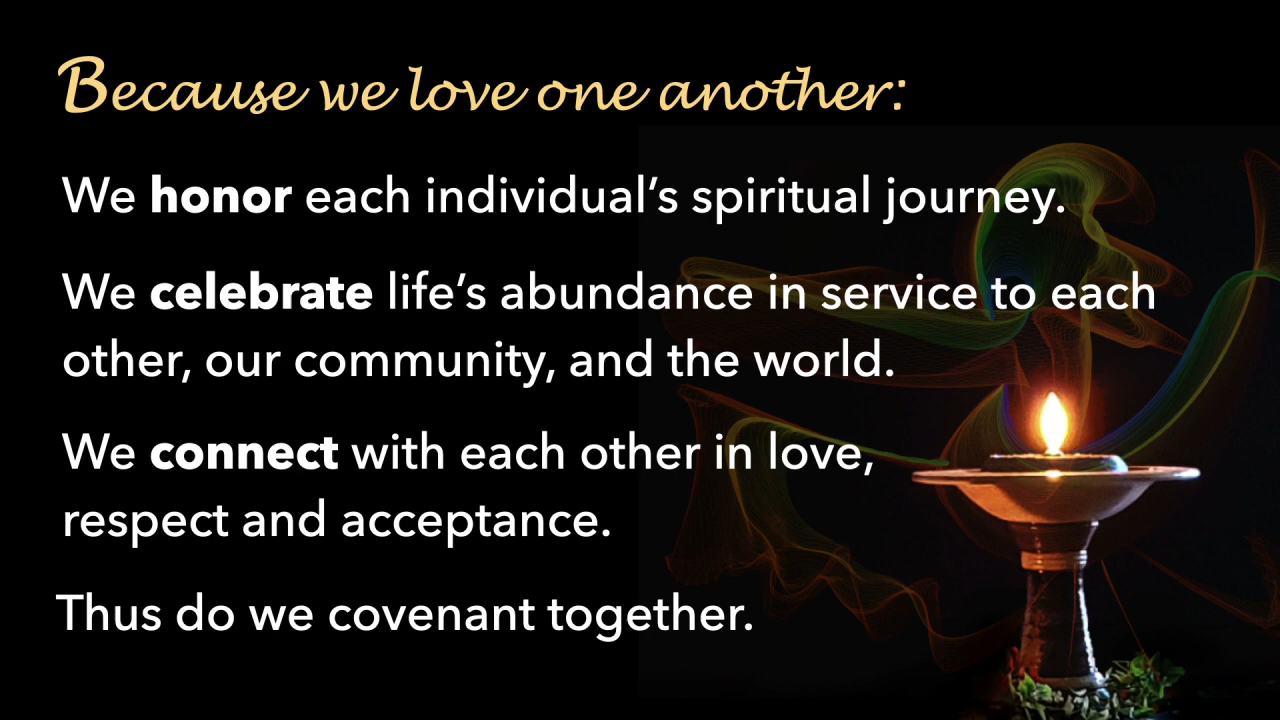 Because we love one another:
We honor each individual’s spiritual journey.
We celebrate life’s abundance in service to each
other, our community, and the world.
We connect with each other in love,
respect and acceptance.
Thus do we covenant together.